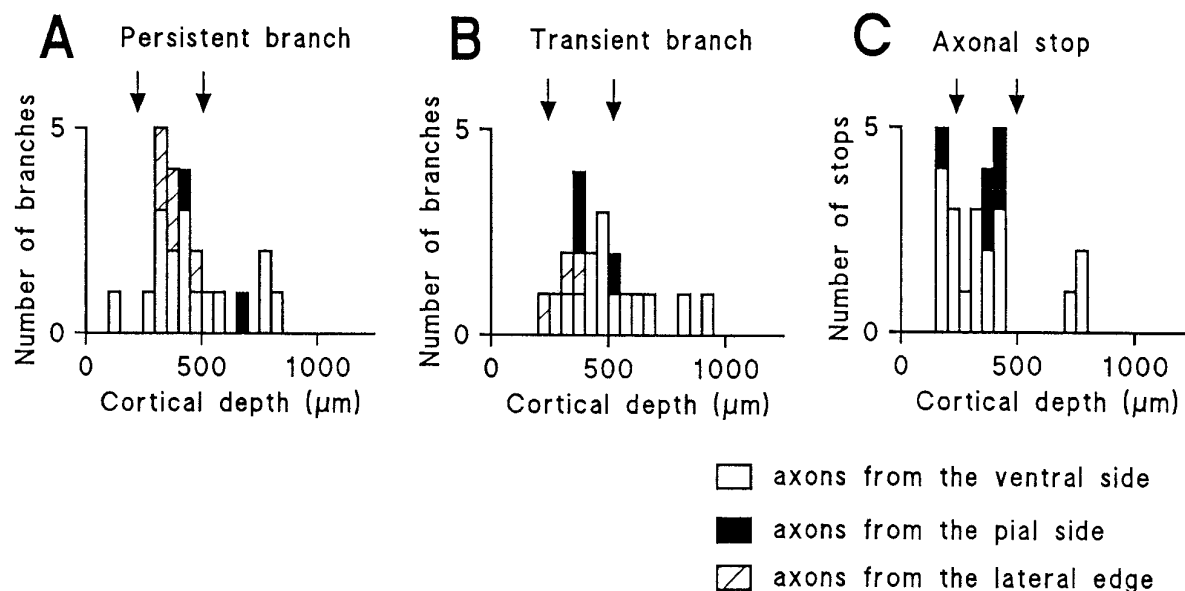 A Persistent branch
Number of branches
5
0
0 500 1000
Cortical depth (µm)
B Transient branch
Number of branches
5
0
0 500 1000
Cortical depth (µm)
C Axonal stop
Number of stops
5
0
0 500 1000
Cortical depth (µm)
axons from the ventral side
axons from the pial side
axons from the lateral edge